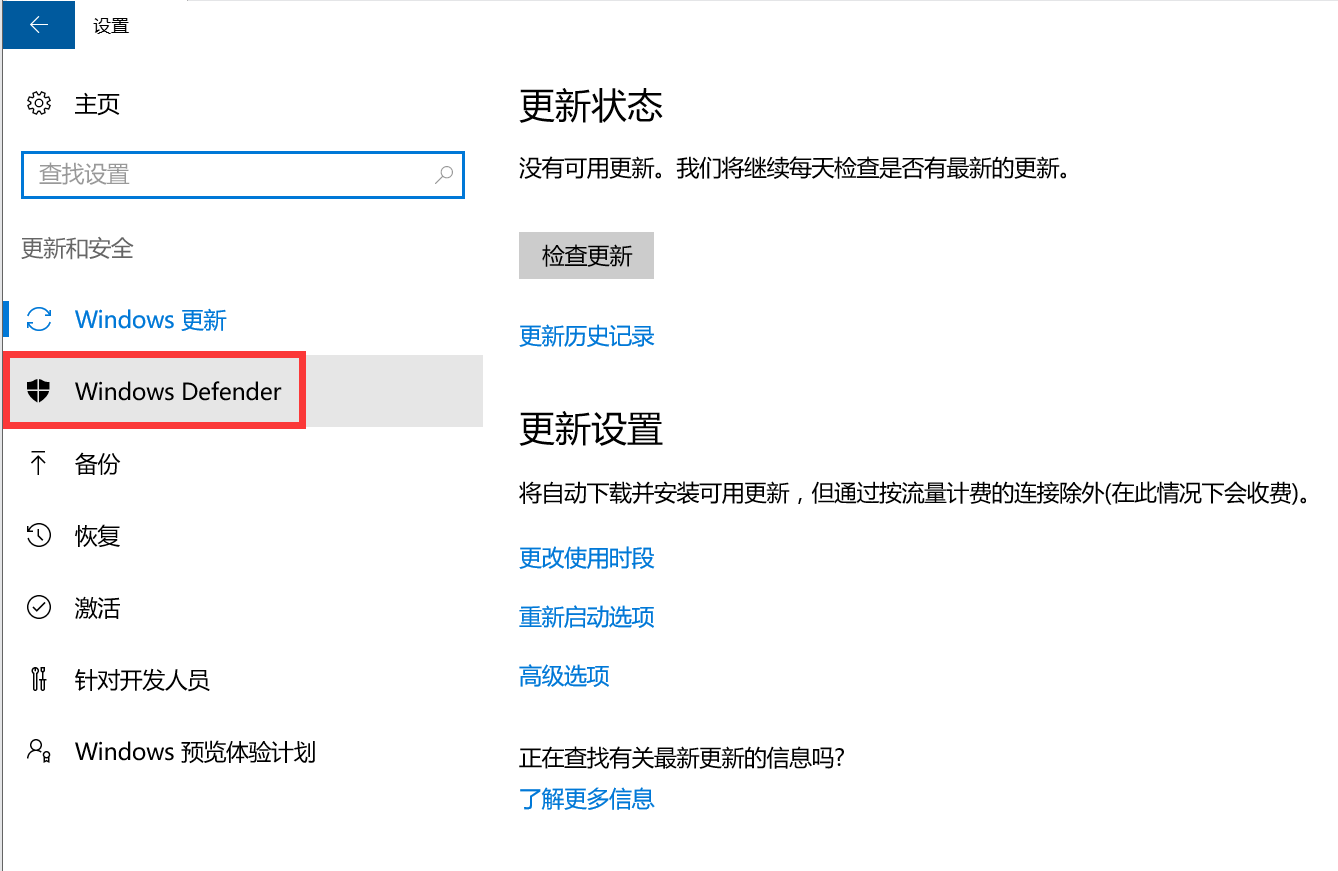 设置
主页
查找设置
更新和安全
Windows 更新
Windows Defender
备份
恢复
激活
针对开发人员
Windows 预览体验计划
更新状态
没有可用更新。我们将继续每天检查是否有最新的更新。
检查更新
更新历史记录
更新设置
将自动下载并安装可用更新，但通过按流量计费的连接除外(在此情况下会收费)。
更改使用时段
重新启动选项
高级选项
正在查找有关最新更新的信息吗?
了解更多信息